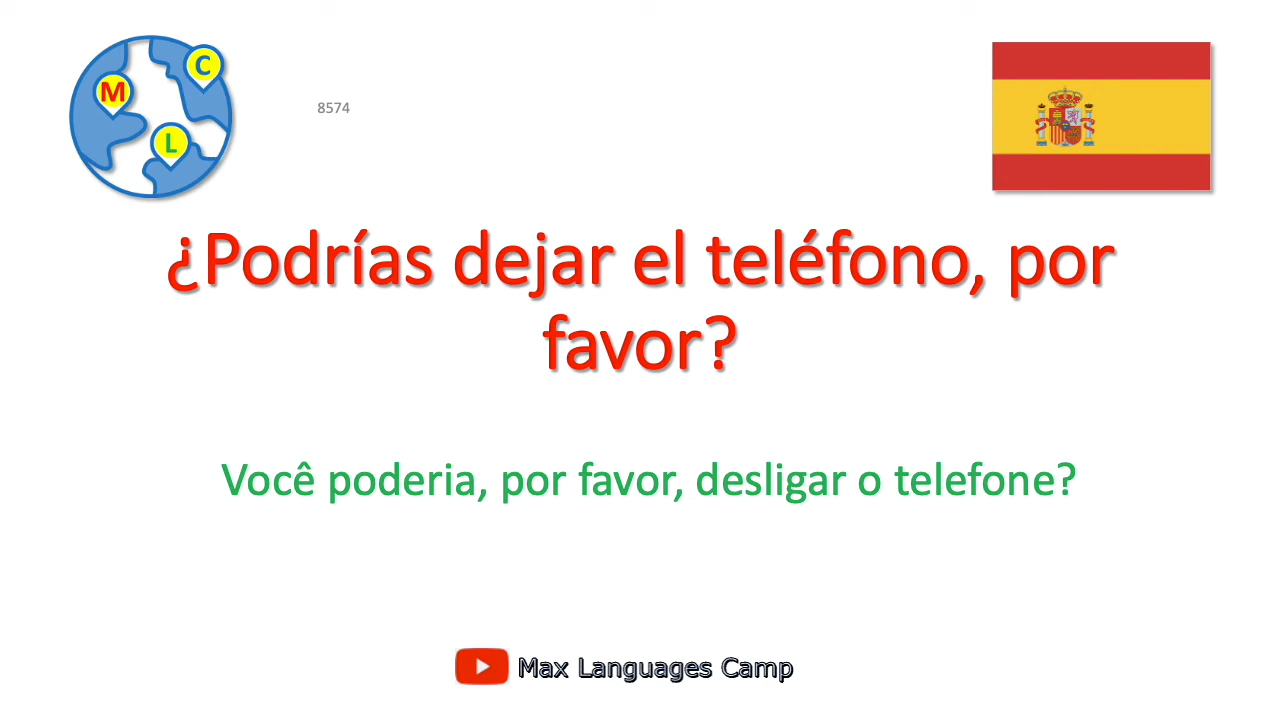 C
M
L
8574
¿Podrías dejar el teléfono, por
favor?
Você poderia, por favor, desligar o telefone?
Max Languages Camp